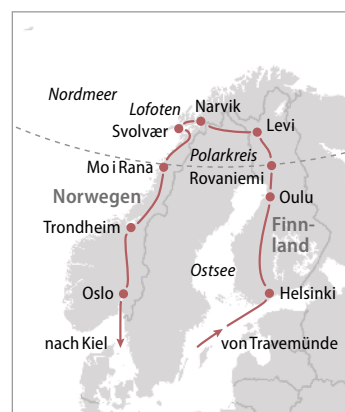 Nordmeer
Lofoten
Narvik
Svolvær
Levi
Mo i Rana
Polarkreis
Rovaniemi
Norwegen
Oulu
Trondheim
Finn-
land
Ostsee
Oslo
Helsinki
nach Kiel
von Travemünde